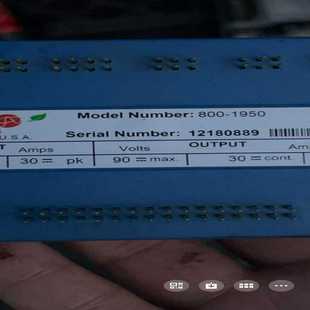 Model Number: 800-1950
U.S.A.
Serial Number: 12180889
Amps Volts OUTPUT
30 = pk 90 = max. 30 = cont.